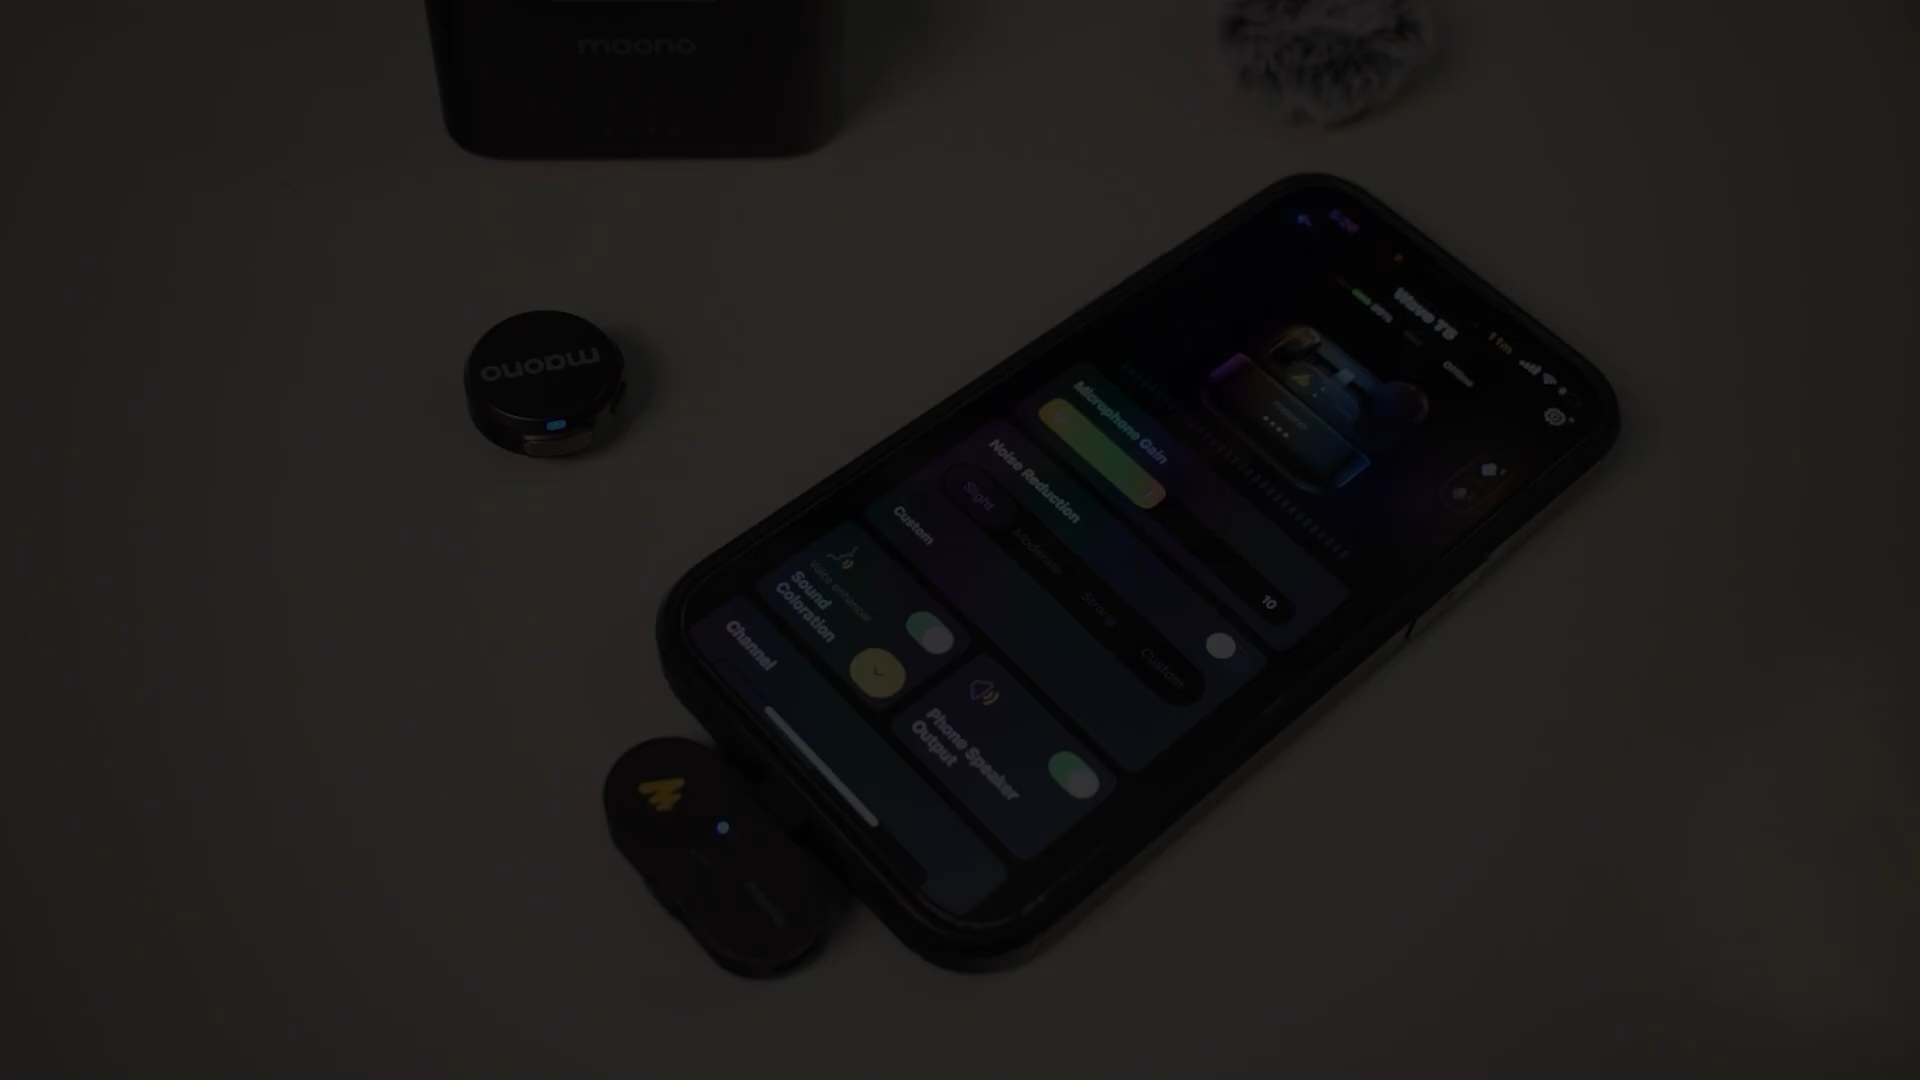 maono
maono
Wave T5
Offline
Microphone Gain
10
Noise Reduction
Slight
Moderate
Strong
Custom
Custom
Voice enhancer
Sound
Coloration
Phone Speaker
Output
Channel